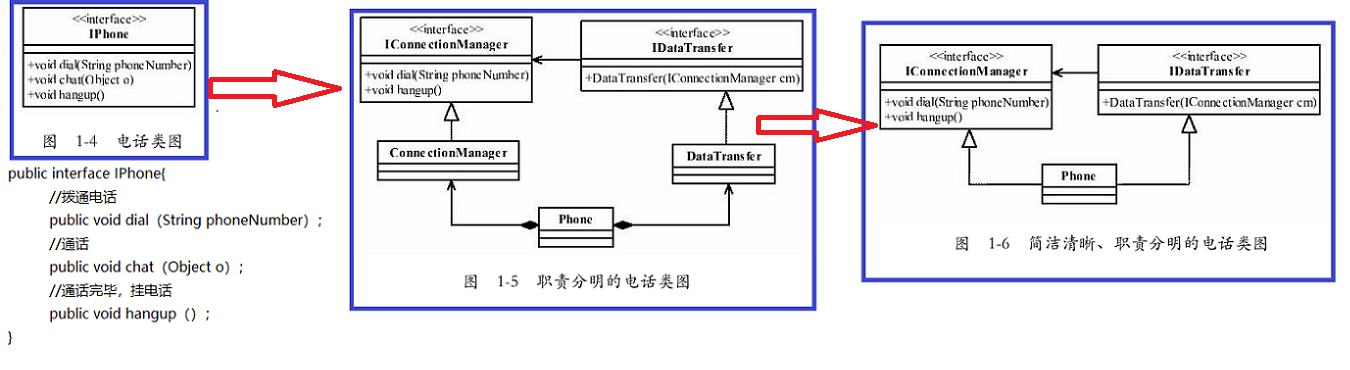 <<interface>>
IPhone
+void dial(String phoneNumber)
+void chat(Object o)
+void hangup()
图 1-4 电话类图
public interface IPhone{
//拨通电话
public void dial（String phoneNumber）;
//通话
public void chat（Object o）;
//通话完毕，挂电话
public void hangup（）;
}
<<interface>>
IConnectionManager
+void dial(String phoneNumber)
+void hangup()
<<interface>>
IDataTransfer
+DataTransfer(IConnectionManager cm)
ConnectionManager
DataTransfer
Phone
图 1-5 职责分明的电话类图
<<interface>>
IConnectionManager
+void dial(String phoneNumber)
+void hangup()
<<interface>>
IDataTransfer
+DataTransfer(IConnectionManager cm)
Phone
图 1-6 简洁清晰、职责分明的电话类图